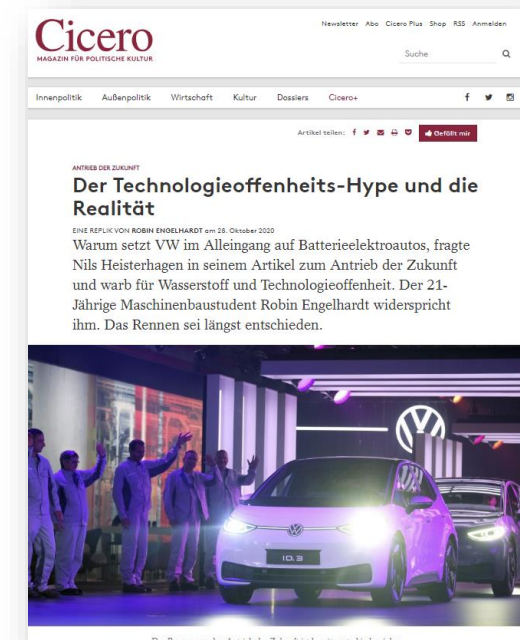 Cicero
MAGAZIN FÜR POLITISCHE KULTUR
Newsletter Abo Cicero Plus Shop RSS Anmelden
Suche
Innenpolitik Außenpolitik Wirtschaft Kultur Dossiers Cicero+
Artikel teilen:
Gefällt mir
ANTRIEB DER ZUKUNFT
Der Technologieoffenheits-Hype und die
Realität
EINE REPLIK VON ROBIN ENGELHARDT am 28. Oktober 2020
Warum setzt VW im Alleingang auf Batterieelektroautos, fragte
Nils Heisterhagen in seinem Artikel zum Antrieb der Zukunft
und warb für Wasserstoff und Technologieoffenheit. Der 21-
Jährige Maschinenbaustudent Robin Engelhardt widerspricht
ihm. Das Rennen sei längst entschieden.
ID.3